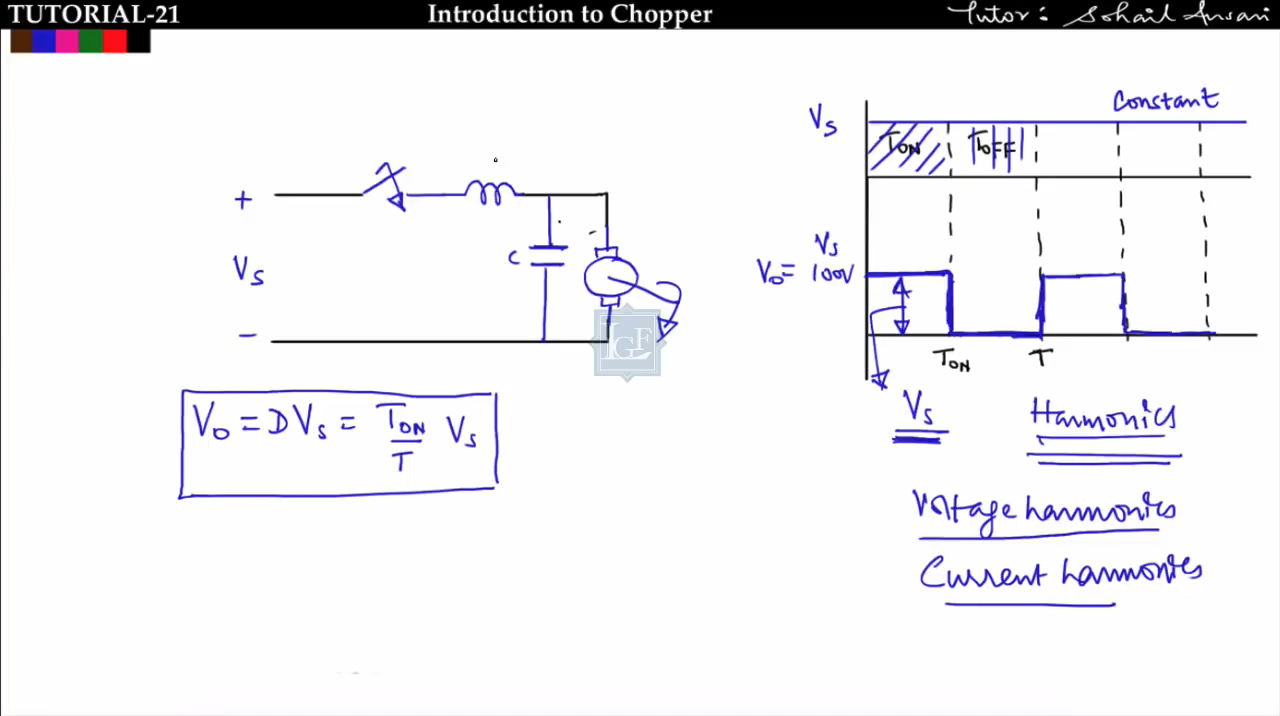 TUTORIAL-21
Introduction to Chopper
Tutor: Sohail Ansari
Constant
Vs
TON TOFF
+
Vs
-
C
Vs
Vo= 100V
TON T
Vs
Harmonics
Voltage harmonics
Current harmonics
Vo = DVs = TON/T Vs
LGF